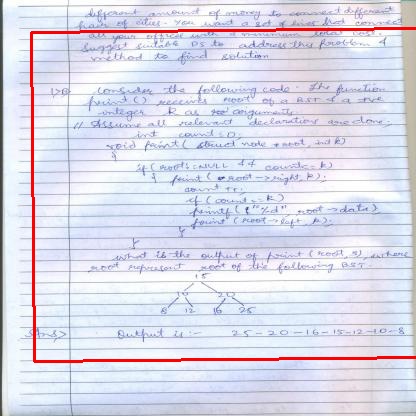 different amount of money to connect different
pairs of cities. You want a set of lines that connect
all your offices with a minimum total cost.
Suggest suitable DS to address this problem &
method to find solution
consider the following code. The function
print() receives root of a BST & a +ve
integer k as arguments.
// Assume all relevant declarations are done.
int count=0;
void print( struct node *root, int k)
{
if (root!=NULL && count<=k)
{ print ( root->right, k);
count ++;
if (count<=k)
printf ("%d" root->data)
print (root->left, k);
}
}
what is the output of print (root, 3), where
root represent root of the following BST.
15
10 20
8 12 16 25
Ans> Output is :- 25-20-16-15-12-10-8